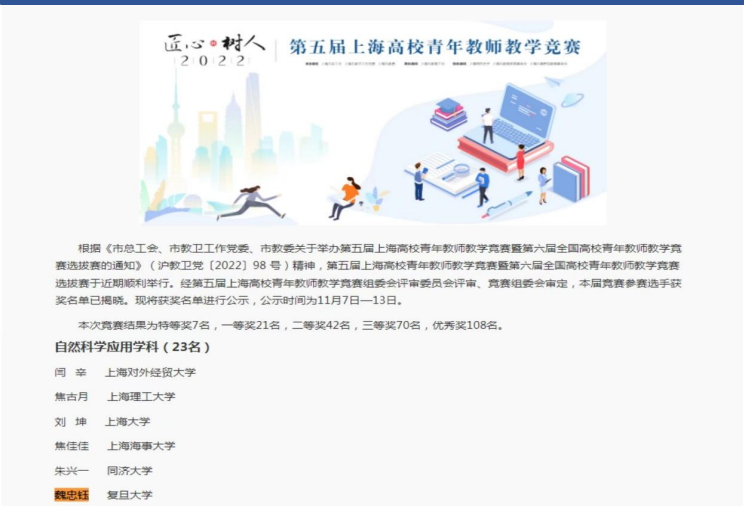 匠心树人
2022
第五届上海高校青年教师教学竞赛
根据《市总工会、市教卫工作党委、市教委关于举办第五届上海高校青年教师教学竞赛暨第六届全国高校青年教师教学竞
赛选拔赛的通知》（沪教卫党〔2022〕98 号）精神，第五届上海高校青年教师教学竞赛暨第六届全国高校青年教师教学竞赛
选拔赛于近期顺利举行。经第五届上海高校青年教师教学竞赛组委会评审委员会评审、竞赛组委会审定，本届竞赛参赛选手获
奖名单已揭晓。现将获奖名单进行公示，公示时间为11月7日—13日。
本次竞赛结果为特等奖7名，一等奖21名，二等奖42名，三等奖70名，优秀奖108名。
自然科学应用学科（23名）
闫 辛 上海对外经贸大学
焦古月 上海理工大学
刘 坤 上海大学
焦佳佳 上海海事大学
朱兴一 同济大学
魏忠钰 复旦大学